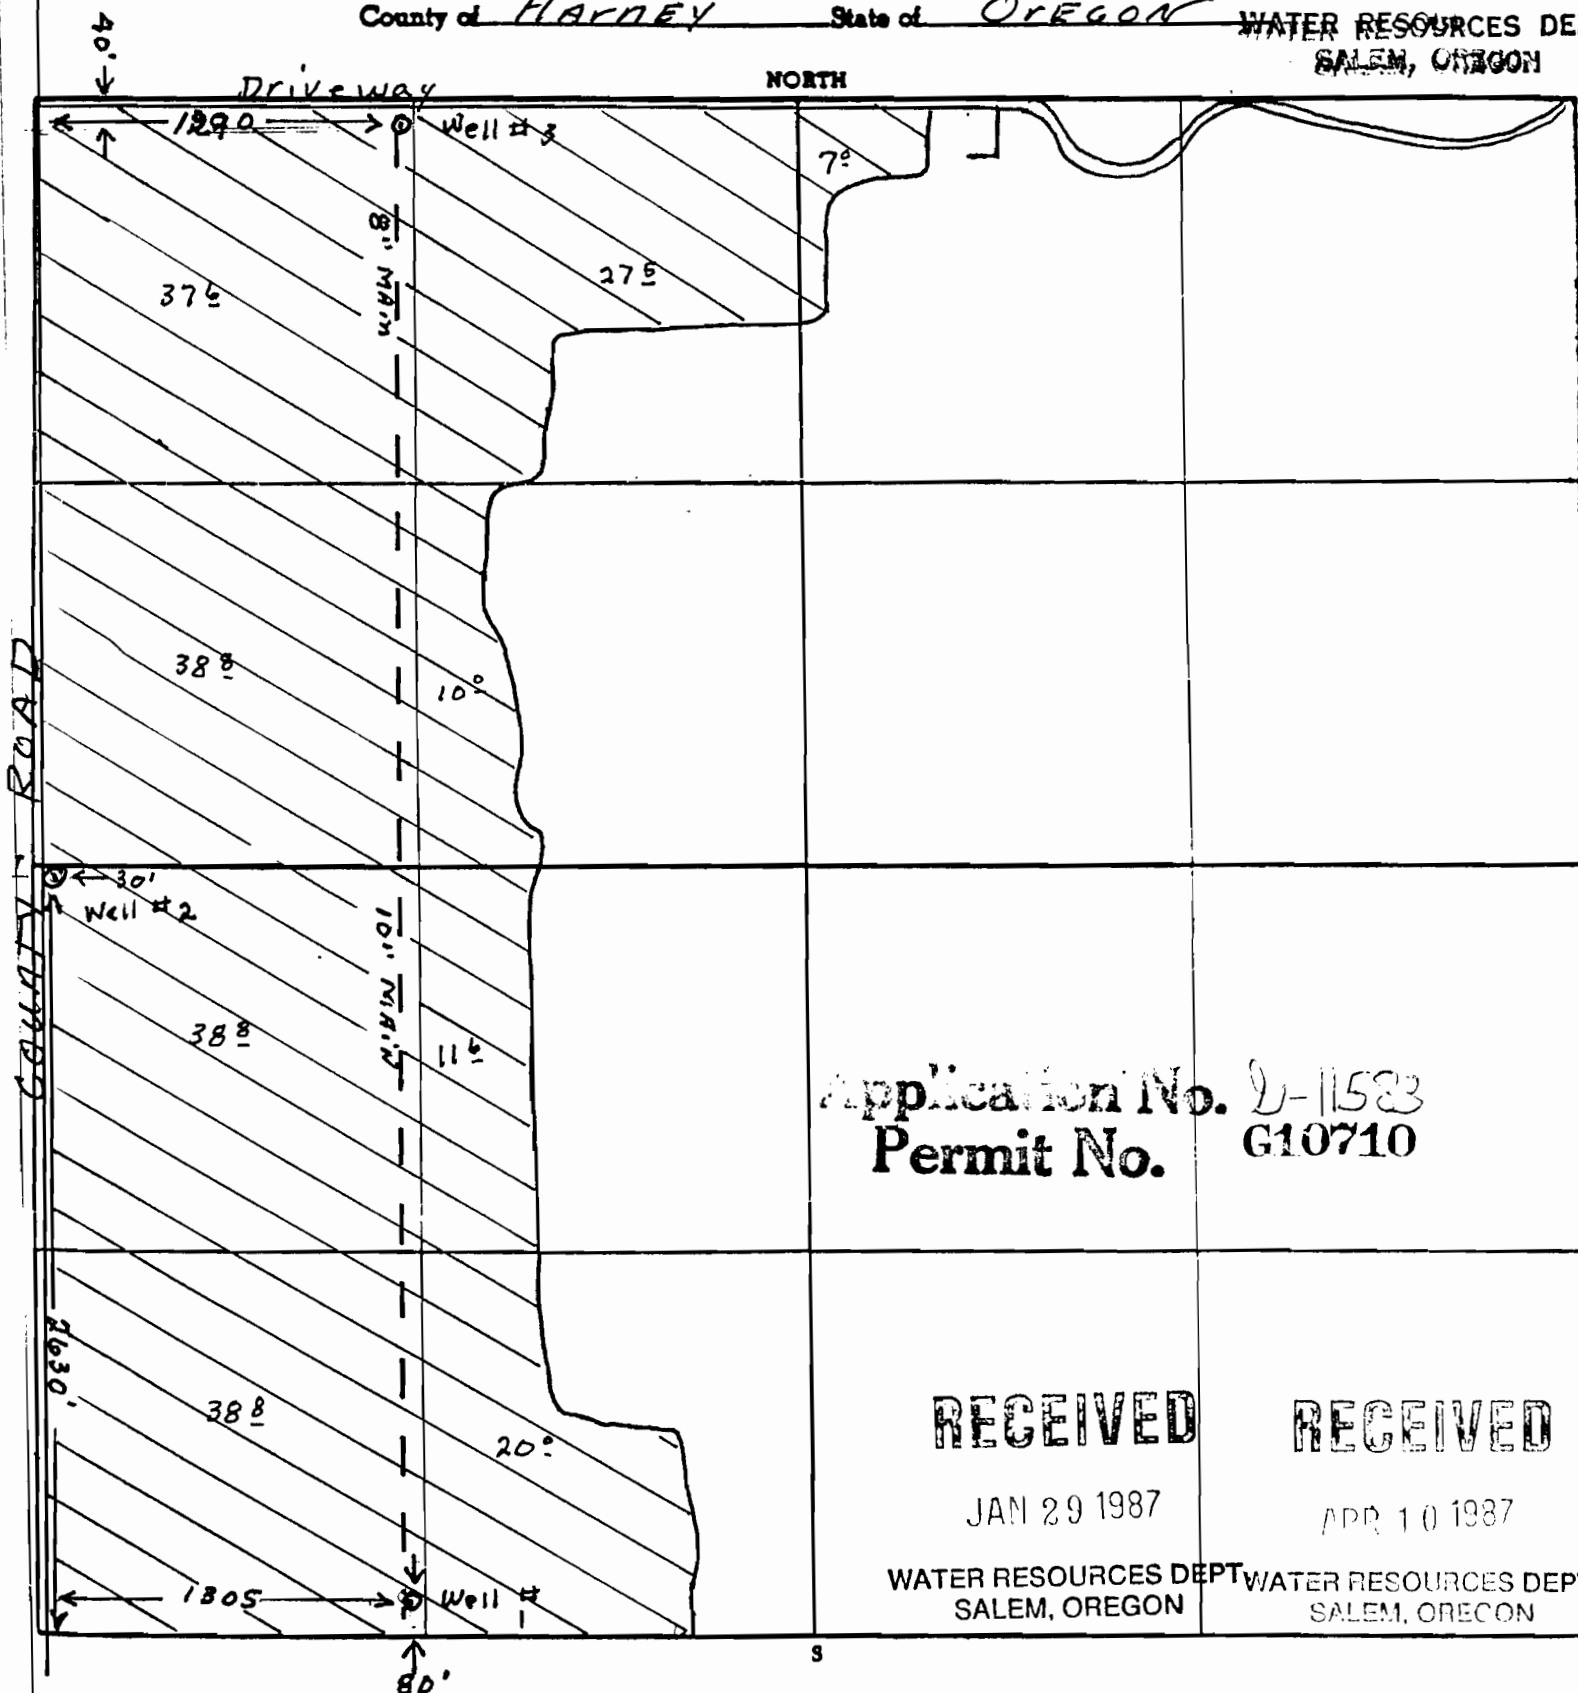 County of HARNEY State of OREGON
WATER RESOURCES DE
SALEM, OREGON
40'
NORTH
Driveway
1290
Well #3
7.0
8" MAIN
27.5
37.6
38.8
10.0
COUNTY ROAD
30'
Well #2
10" MAIN
38.8
11.6
Application No. G-11583
Permit No. G10710
2630'
38.8
20.0
RECEIVED
JAN 29 1987
WATER RESOURCES DEPT
SALEM, OREGON
RECEIVED
APR 10 1987
WATER RESOURCES DEP
SALEM, OREGON
1305
Well #1
S
80'